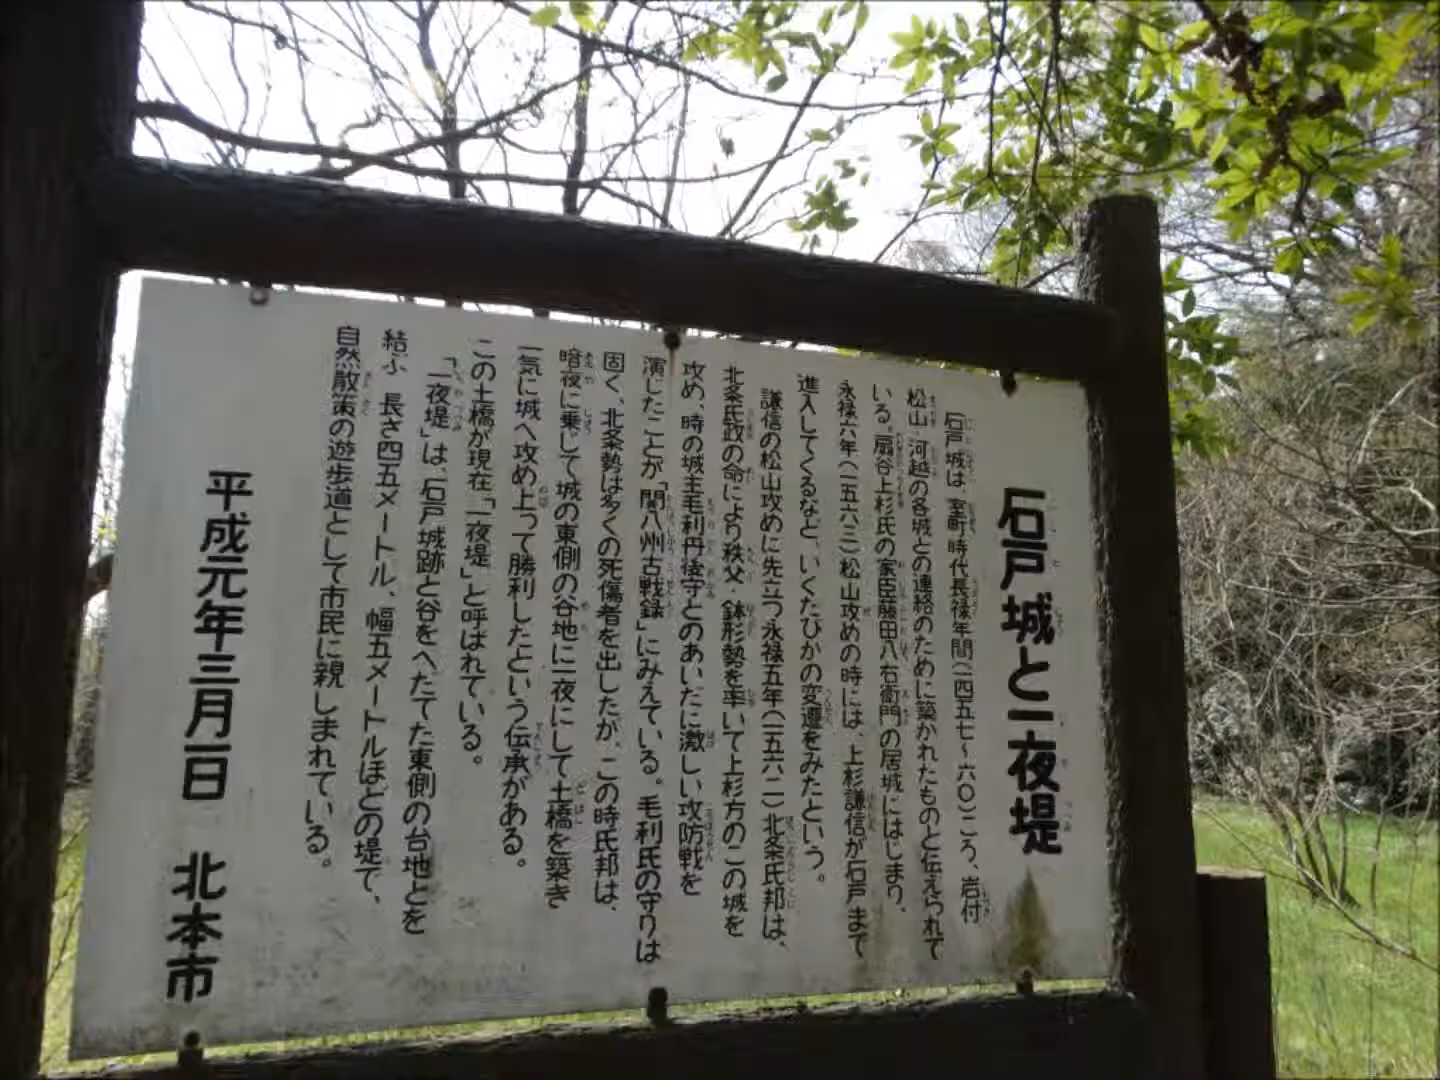 石戸城と一夜堤
石戸城は、室町時代長禄年間(一四五七~六〇)ころ、岩付
松山・河越の各城との連絡のために築かれたものと伝えられて
いる。扇谷上杉氏の家臣藤田八右衛門の居城にはじまり、
永禄六年(一五六三)松山攻めの時には、上杉謙信が石戸まで
進入してくるなど、いくたびかの変遷をみたという。
謙信の松山攻めに先立つ永禄五年(一五六二)北条氏邦は、
北条氏政の命により秩父・鉢形勢を率いて上杉方のこの城を
攻め、時の城主毛利丹後守とのあいだに激しい攻防戦を
演じたことが「関八州古戦録」にみえている。毛利氏の守りは
固く、北条勢は多くの死傷者を出したが、この時氏邦は、
暗夜に乗じて城の東側の谷地に一夜にして土橋を築き
一気に城へ攻め上って勝利したという伝承がある。
この土橋が現在「一夜堤」と呼ばれている。
「一夜堤」は、石戸城跡と谷をへだてた東側の台地とを
結ぶ、長さ四五メートル、幅五メートルほどの堤で、
自然散策の遊歩道として市民に親しまれている。
平成元年三月一日 北本市